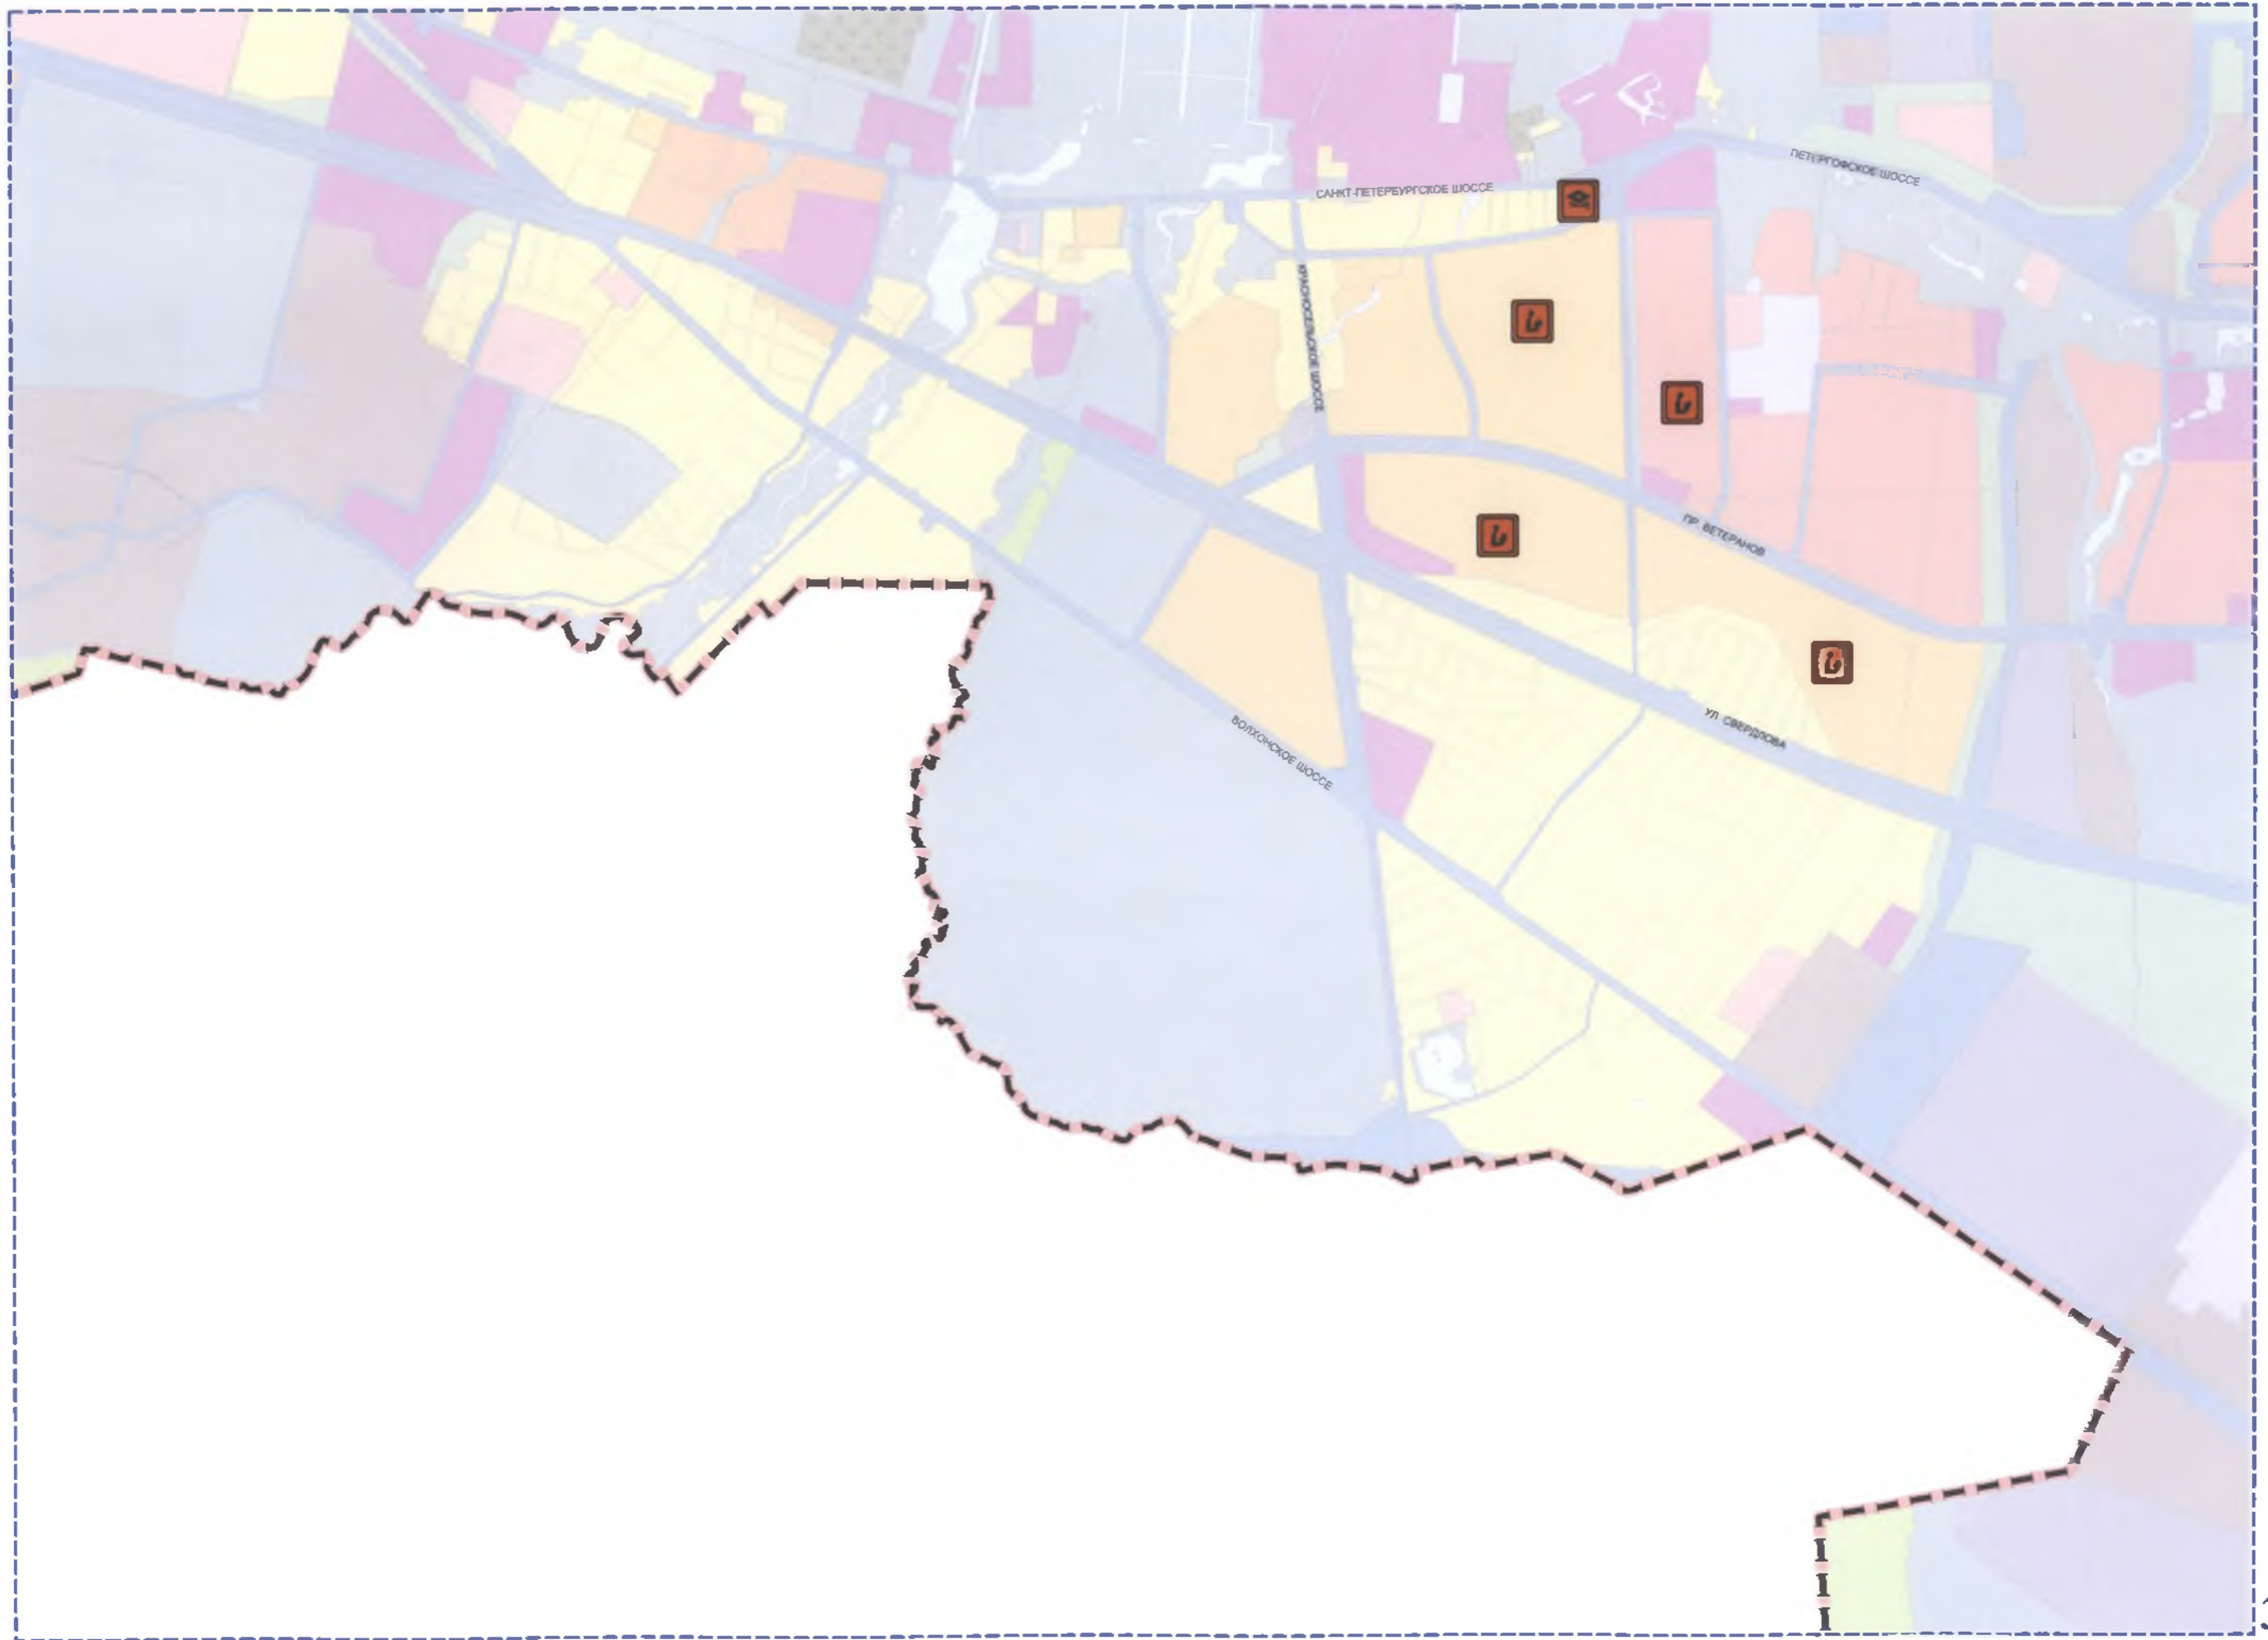 ПЕТЕРГОФСКОЕ ШОССЕ
САНКТ-ПЕТЕРБУРГСКОЕ ШОССЕ
КРАСНОСЕЛЬСКОЕ ШОССЕ
ПР. ВЕТЕРАНОВ
УЛ. СВЕРДЛОВА
ВОЛХОНСКОЕ ШОССЕ